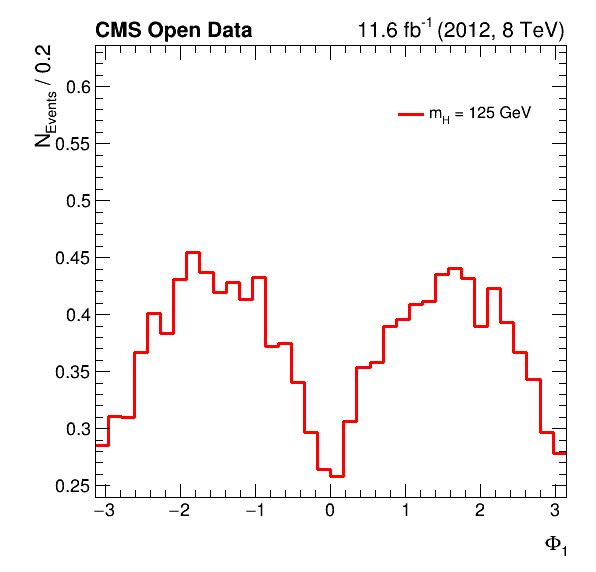 CMS Open Data
11.6 fb⁻¹ (2012, 8 TeV)
N_Events / 0.2
m_H = 125 GeV
0.6
0.55
0.5
0.45
0.4
0.35
0.3
0.25
−3 −2 −1 0 1 2 3
Φ₁